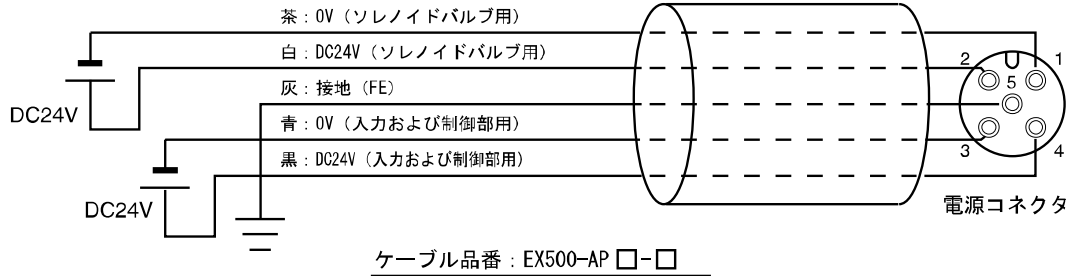 茶：0V（ソレノイドバルブ用）
白：DC24V（ソレノイドバルブ用）
灰：接地（FE）
青：0V（入力および制御部用）
黒：DC24V（入力および制御部用）
DC24V
DC24V
2
1
5
3
4
電源コネクタ
ケーブル品番：EX500-AP □-□